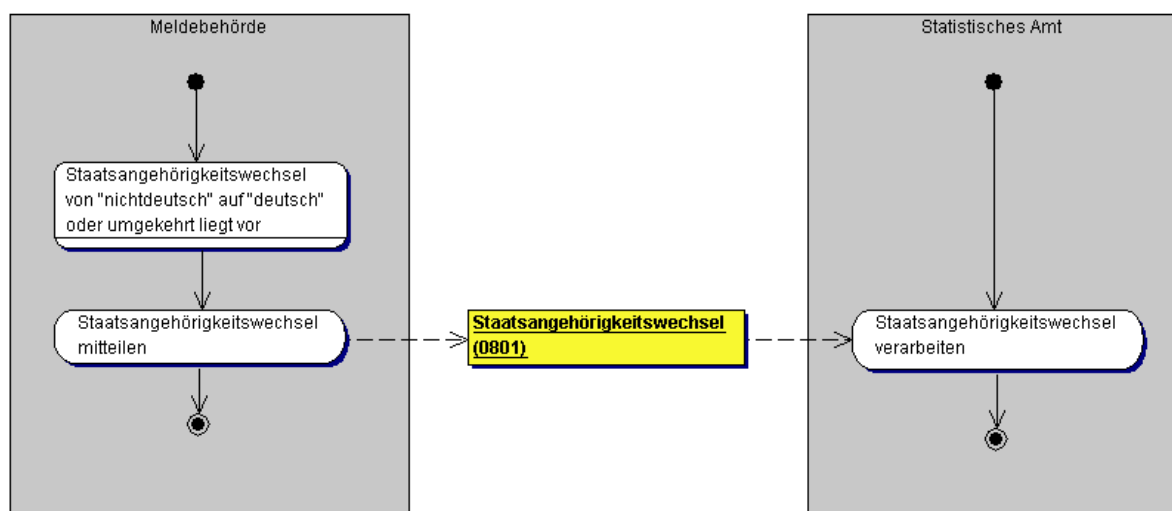 Meldebehörde
Statistisches Amt
Staatsangehörigkeitswechsel
von "nichtdeutsch" auf "deutsch"
oder umgekehrt liegt vor
Staatsangehörigkeitswechsel
mitteilen
Staatsangehörigkeitswechsel
(0801)
Staatsangehörigkeitswechsel
verarbeiten